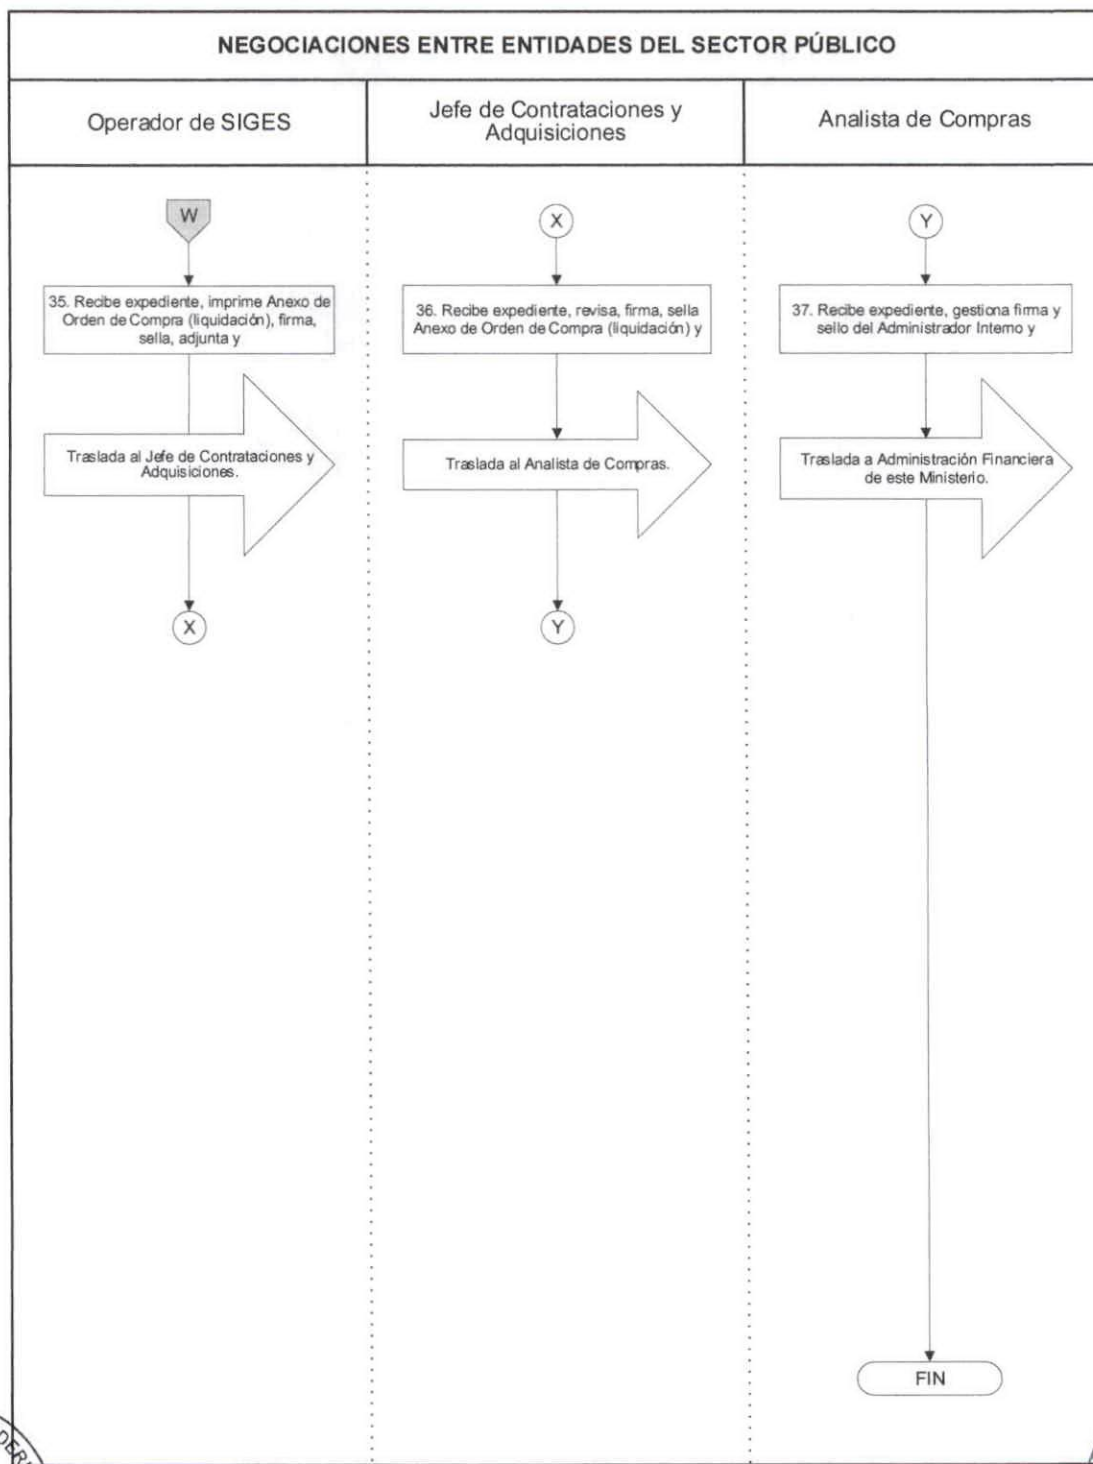 NEGOCIACIONES ENTRE ENTIDADES DEL SECTOR PÚBLICO
Operador de SIGES
Jefe de Contrataciones y
Adquisiciones
Analista de Compras
W
35. Recibe expediente, imprime Anexo de
Orden de Compra (liquidación), firma,
sella, adjunta y
Traslada al Jefe de Contrataciones y
Adquisiciones.
X
X
36. Recibe expediente, revisa, firma, sella
Anexo de Orden de Compra (liquidación) y
Traslada al Analista de Compras.
Y
Y
37. Recibe expediente, gestiona firma y
sello del Administrador Interno y
Traslada a Administración Financiera
de este Ministerio.
FIN